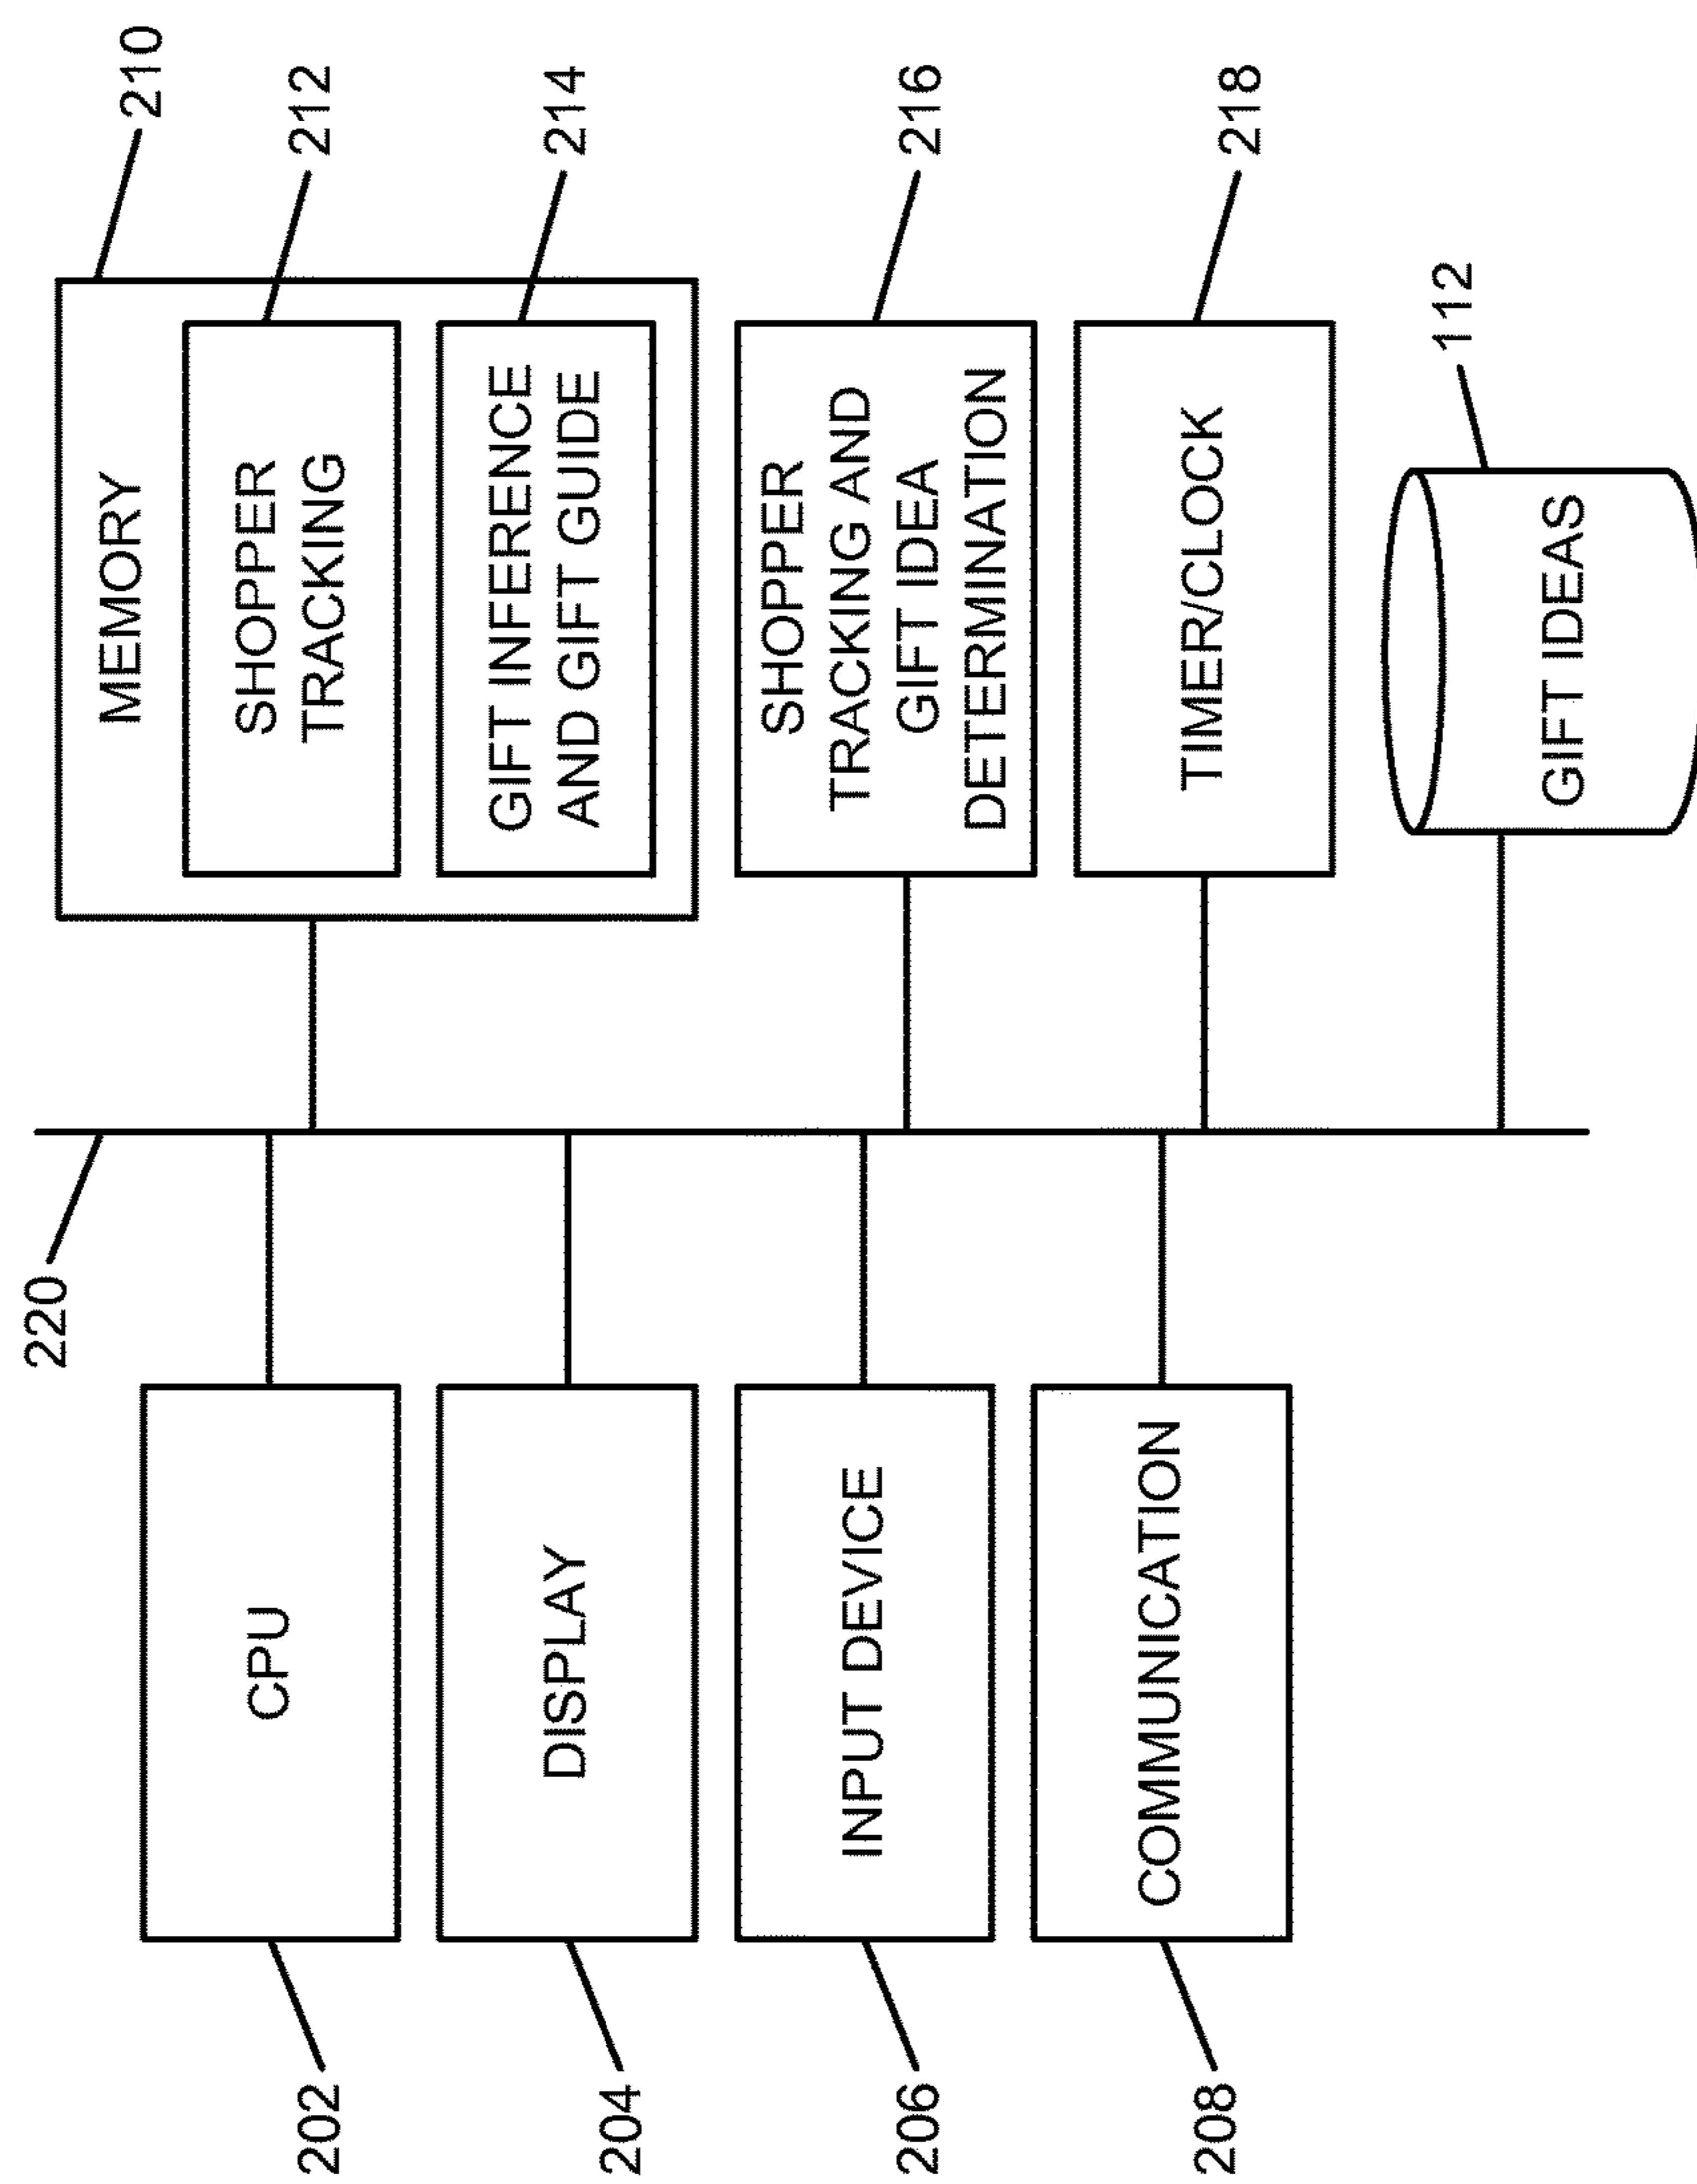 220
202
CPU
204
DISPLAY
206
INPUT DEVICE
208
COMMUNICATION
210
MEMORY
212
SHOPPER
TRACKING
214
GIFT INFERENCE
AND GIFT GUIDE
216
SHOPPER
TRACKING AND
GIFT IDEA
DETERMINATION
218
TIMER/CLOCK
112
GIFT IDEAS